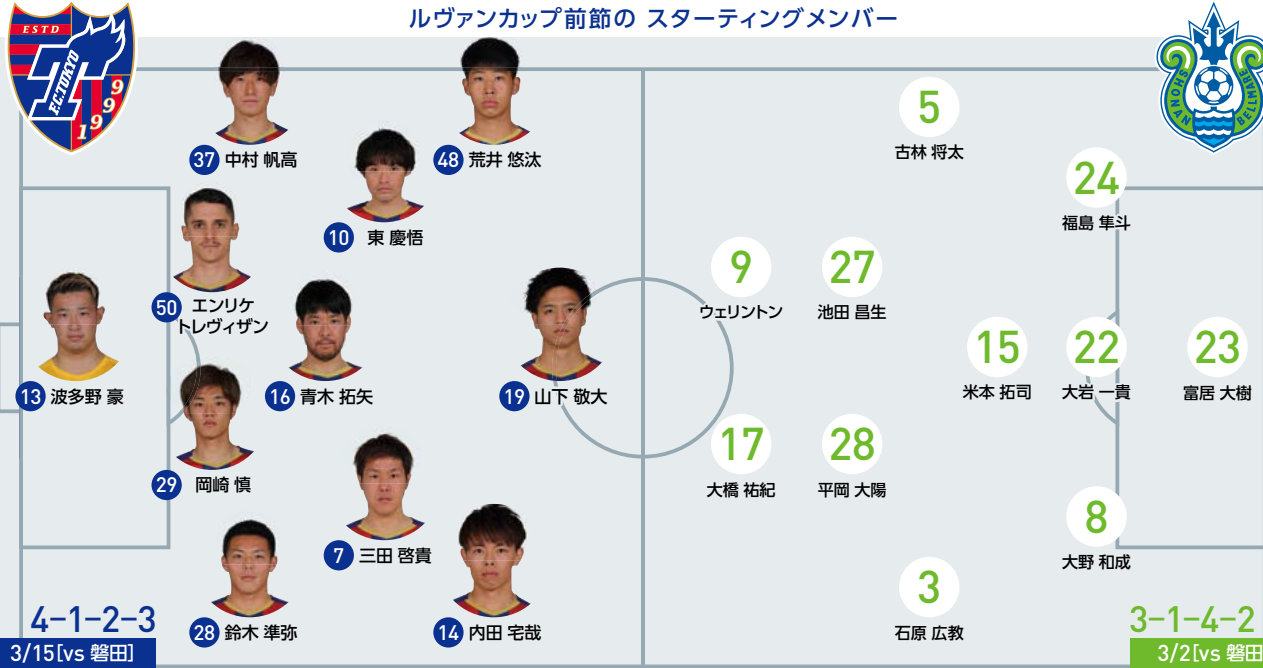 ルヴァンカップ前節の スターティングメンバー
ESTD
F.C.TOKYO
1999
SHONAN BELLMARE
37 中村 帆高
48 荒井 悠汰
10 東 慶悟
50 エンリケ
トレヴィザン
13 波多野 豪
16 青木 拓矢
19 山下 敬大
29 岡崎 慎
7 三田 啓貴
28 鈴木 準弥
14 内田 宅哉
4-1-2-3
3/15[vs 磐田]
5
古林 将太
24
福島 隼斗
9
ウェリントン
27
池田 昌生
15
米本 拓司
22
大岩 一貴
23
富居 大樹
17
大橋 祐紀
28
平岡 大陽
8
大野 和成
3
石原 広教
3-1-4-2
3/2[vs 磐田